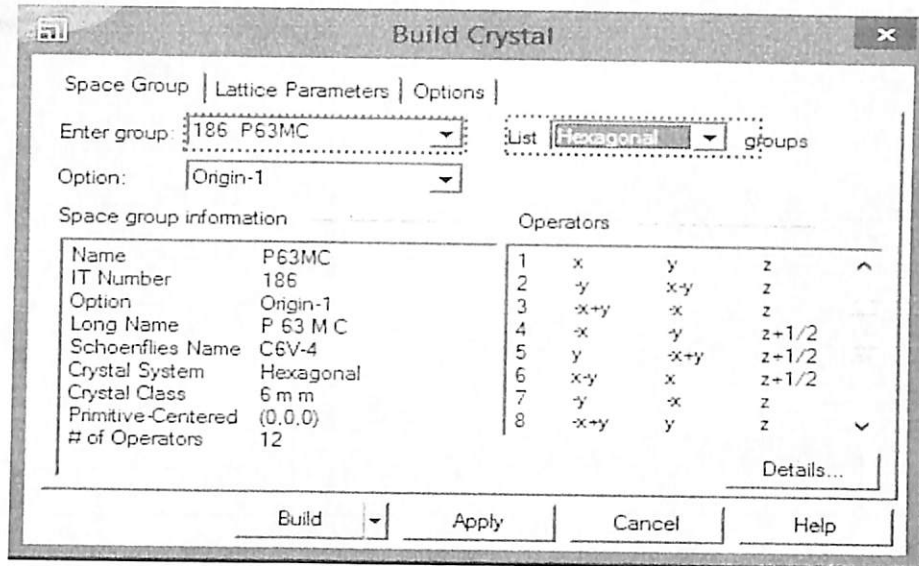 Build Crystal
Space Group | Lattice Parameters | Options |
Enter group: 186 P63MC
List Hexagonal groups
Option: Origin-1
Space group information
Name P63MC
IT Number 186
Option Origin-1
Long Name P 63 M C
Schoenflies Name C6V-4
Crystal System Hexagonal
Crystal Class 6 m m
Primitive-Centered (0,0,0)
# of Operators 12
Operators
1 x y z
2 -y x-y z
3 -x+y -x z
4 -x -y z+1/2
5 y -x+y z+1/2
6 x-y x z+1/2
7 -y -x z
8 -x+y y z
Details...
Build Apply Cancel Help